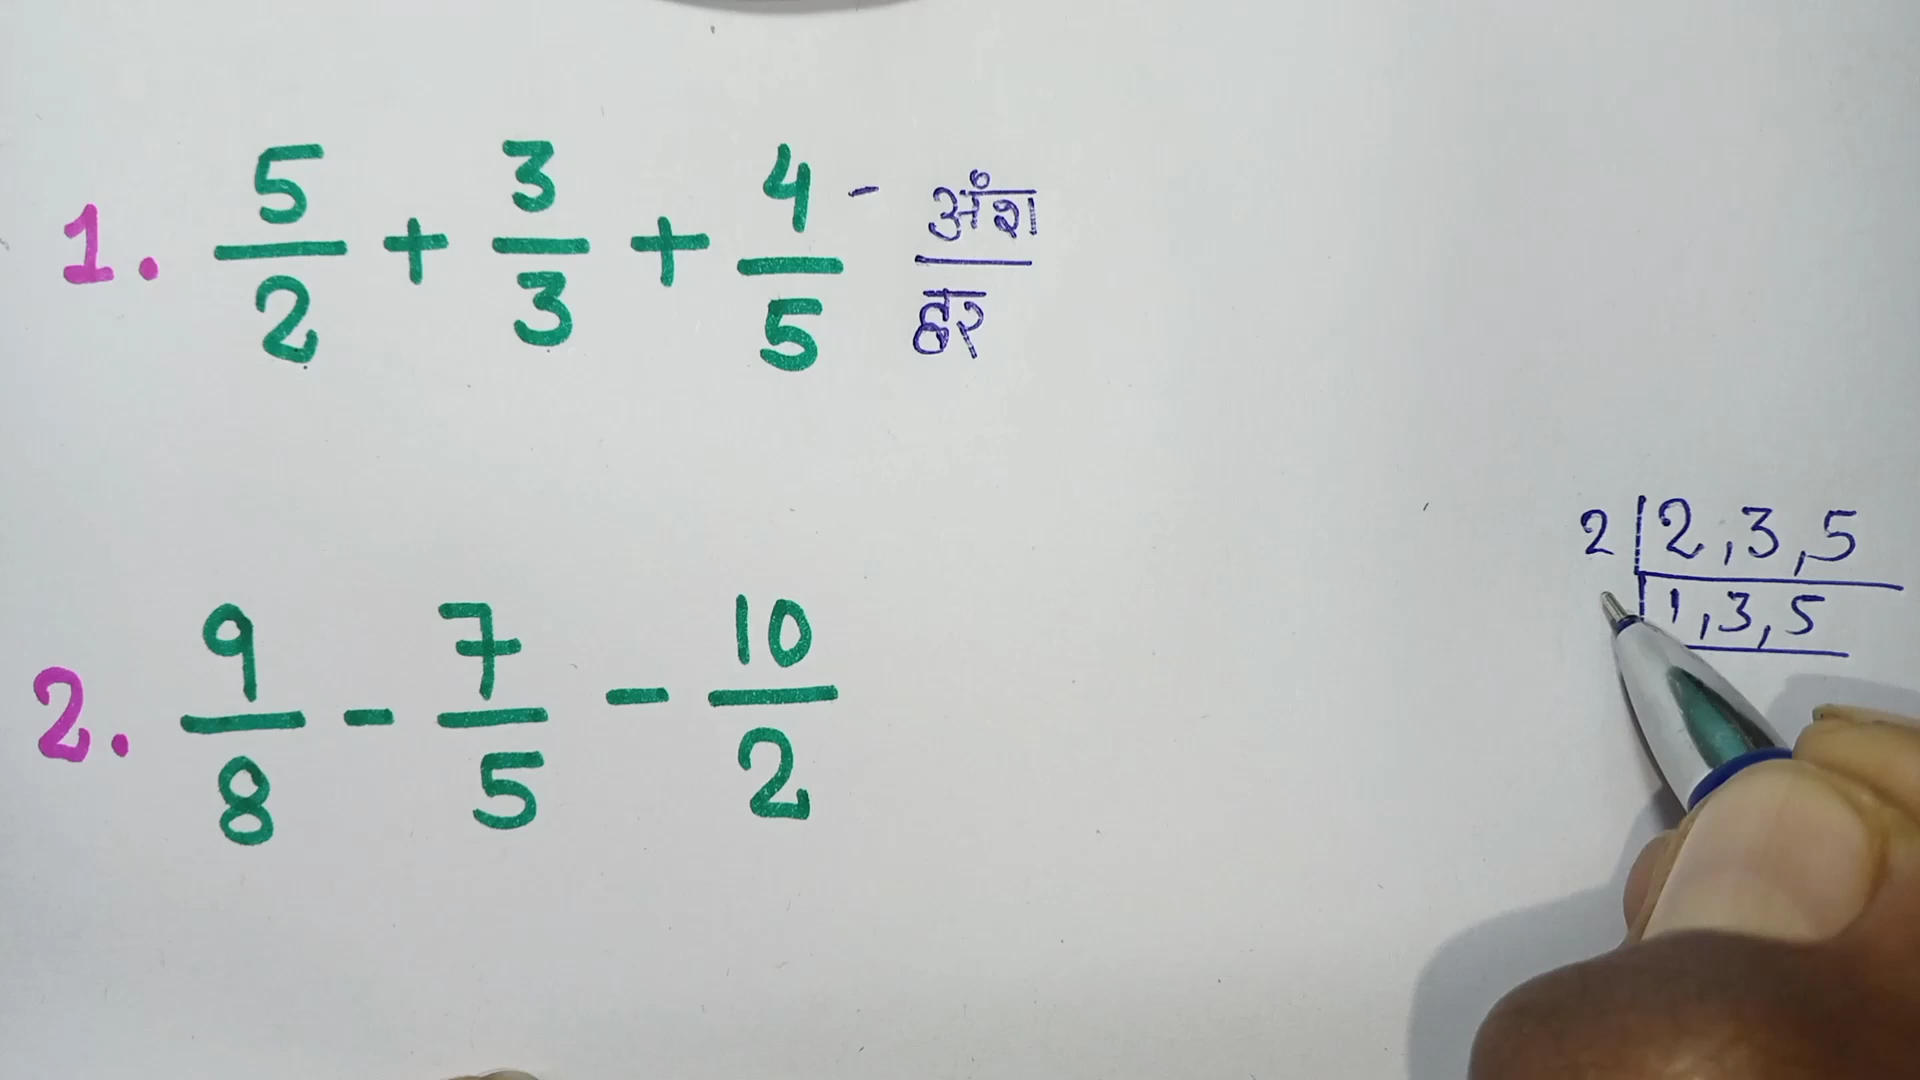 1. 5/2 + 3/3 + 4/5 - अंश/हर
2 | 2, 3, 5
1, 3, 5
2. 9/8 - 7/5 - 10/2